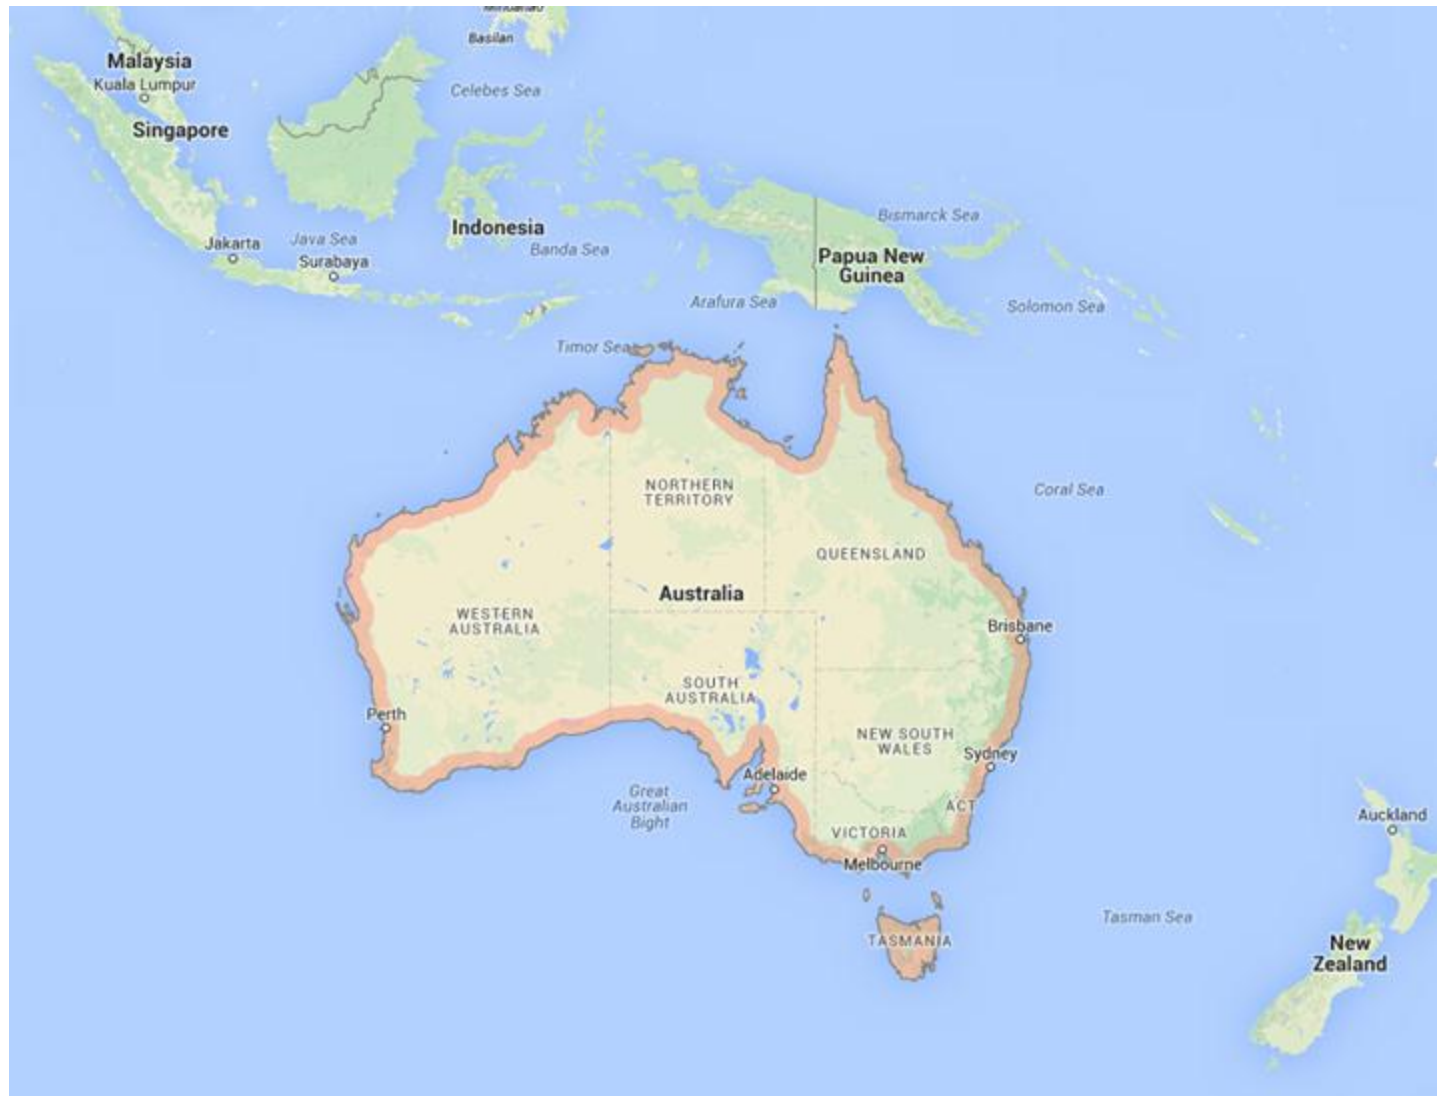 Mindanao
Basilan
Malaysia
Kuala Lumpur
Celebes Sea
Singapore
Indonesia
Bismarck Sea
Jakarta
Java Sea
Banda Sea
Surabaya
Papua New
Guinea
Arafura Sea
Solomon Sea
Timor Sea
NORTHERN
TERRITORY
Coral Sea
QUEENSLAND
Australia
WESTERN
AUSTRALIA
Brisbane
SOUTH
AUSTRALIA
Perth
NEW SOUTH
WALES
Sydney
Adelaide
Great
Australian
Bight
ACT
Auckland
VICTORIA
Melbourne
Tasman Sea
TASMANIA
New
Zealand